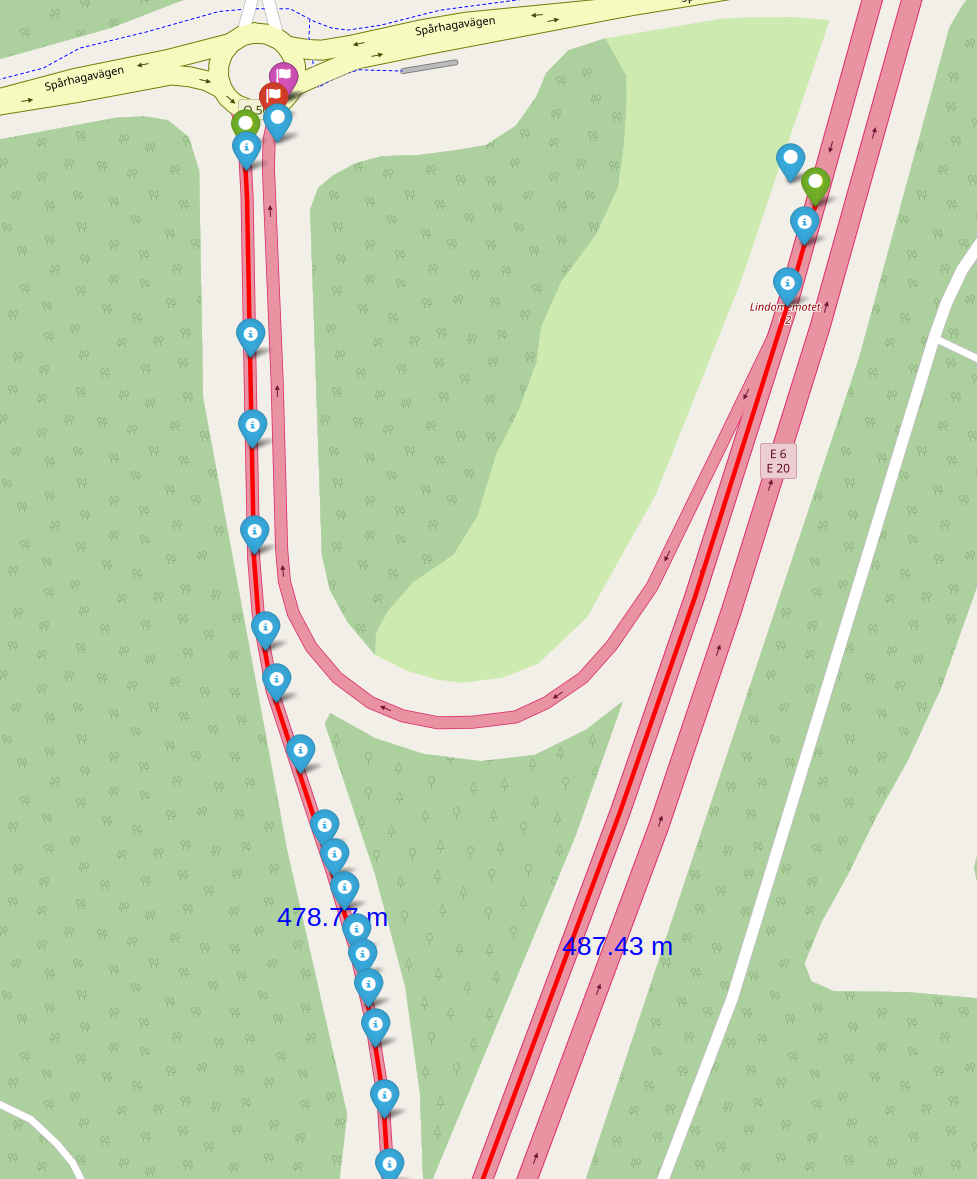 Spårhagavägen
Spårhagavägen
Lindomemotet
2
E 6
E 20
478.77 m
487.43 m